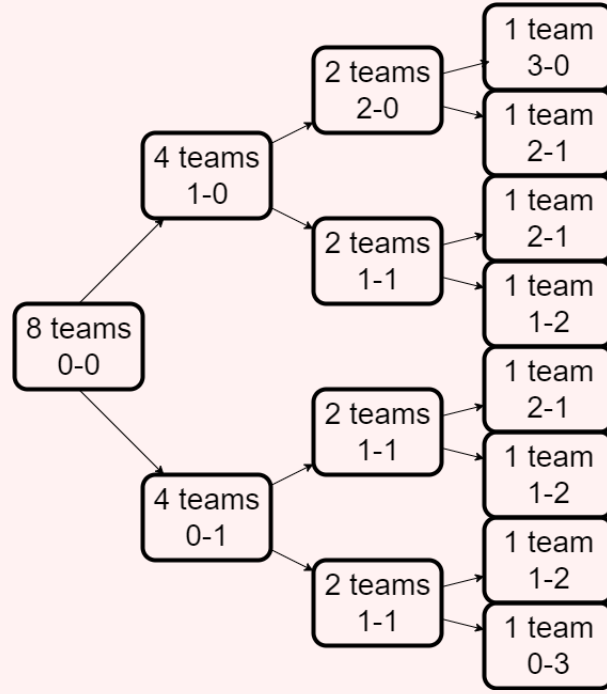 8 teams
0-0
4 teams
1-0
4 teams
0-1
2 teams
2-0
2 teams
1-1
2 teams
1-1
2 teams
1-1
1 team
3-0
1 team
2-1
1 team
2-1
1 team
1-2
1 team
2-1
1 team
1-2
1 team
1-2
1 team
0-3